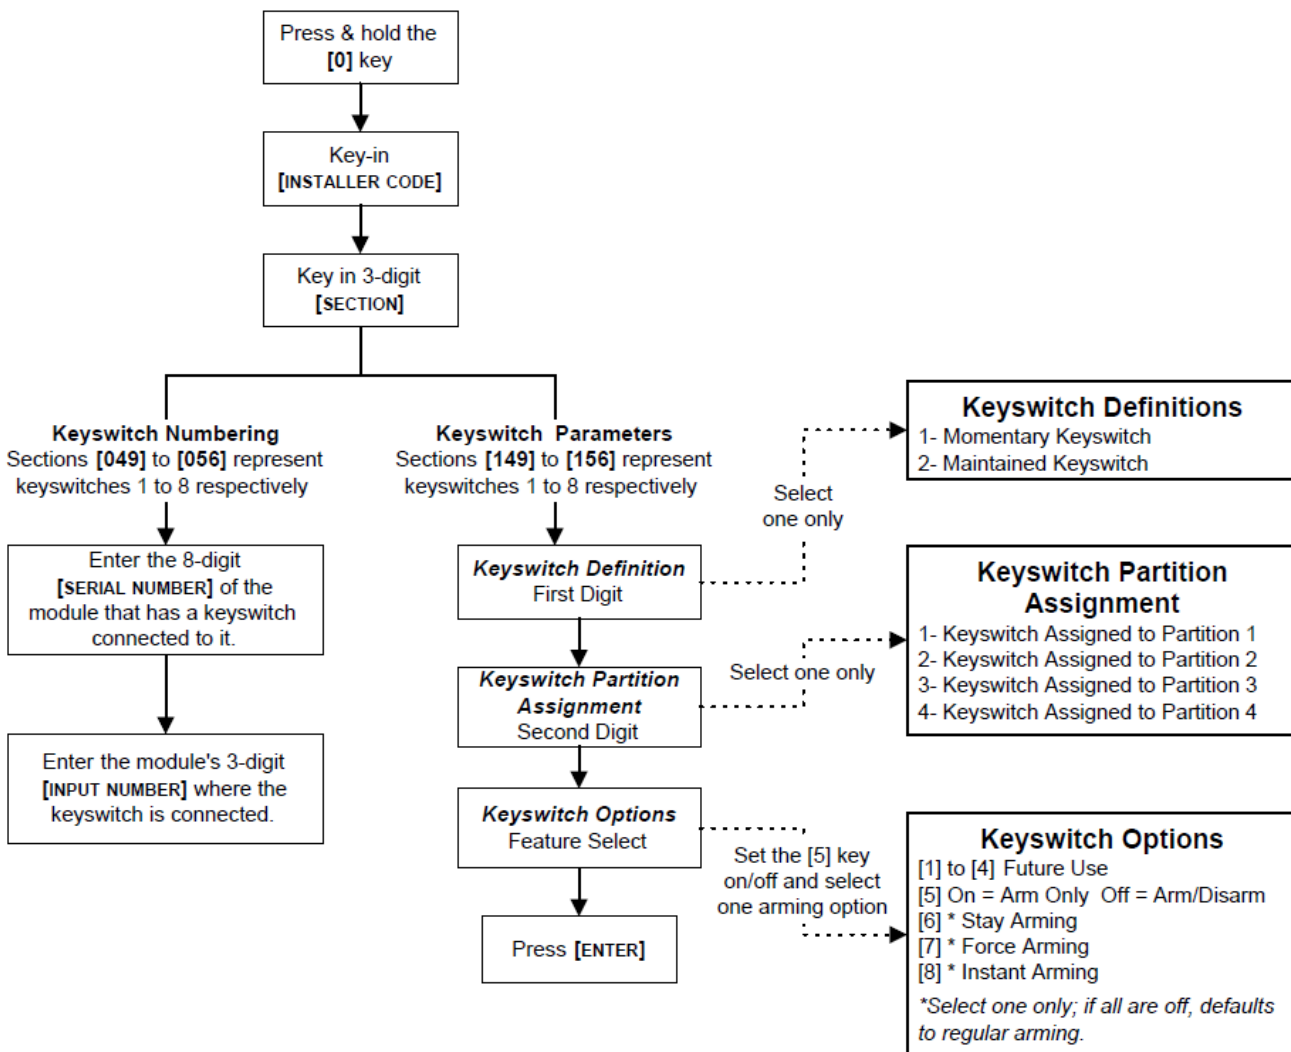 Press & hold the
[0] key
Key-in
[INSTALLER CODE]
Key in 3-digit
[SECTION]
Keyswitch Numbering
Sections [049] to [056] represent
keyswitches 1 to 8 respectively
Enter the 8-digit
[SERIAL NUMBER] of the
module that has a keyswitch
connected to it.
Enter the module's 3-digit
[INPUT NUMBER] where the
keyswitch is connected.
Keyswitch Parameters
Sections [149] to [156] represent
keyswitches 1 to 8 respectively
Keyswitch Definition
First Digit
Select
one only
Keyswitch Definitions
1- Momentary Keyswitch
2- Maintained Keyswitch
Keyswitch Partition
Assignment
Second Digit
Select one only
Keyswitch Partition
Assignment
1- Keyswitch Assigned to Partition 1
2- Keyswitch Assigned to Partition 2
3- Keyswitch Assigned to Partition 3
4- Keyswitch Assigned to Partition 4
Keyswitch Options
Feature Select
Set the [5] key
on/off and select
one arming option
Keyswitch Options
[1] to [4] Future Use
[5] On = Arm Only Off = Arm/Disarm
[6] * Stay Arming
[7] * Force Arming
[8] * Instant Arming
*Select one only; if all are off, defaults
to regular arming.
Press [ENTER]